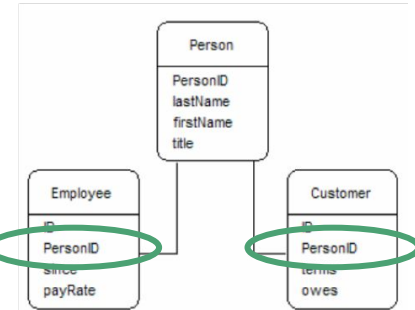 Person
PersonID
lastName
firstName
title
Employee
ID
PersonID
since
payRate
Customer
ID
PersonID
terms
owes